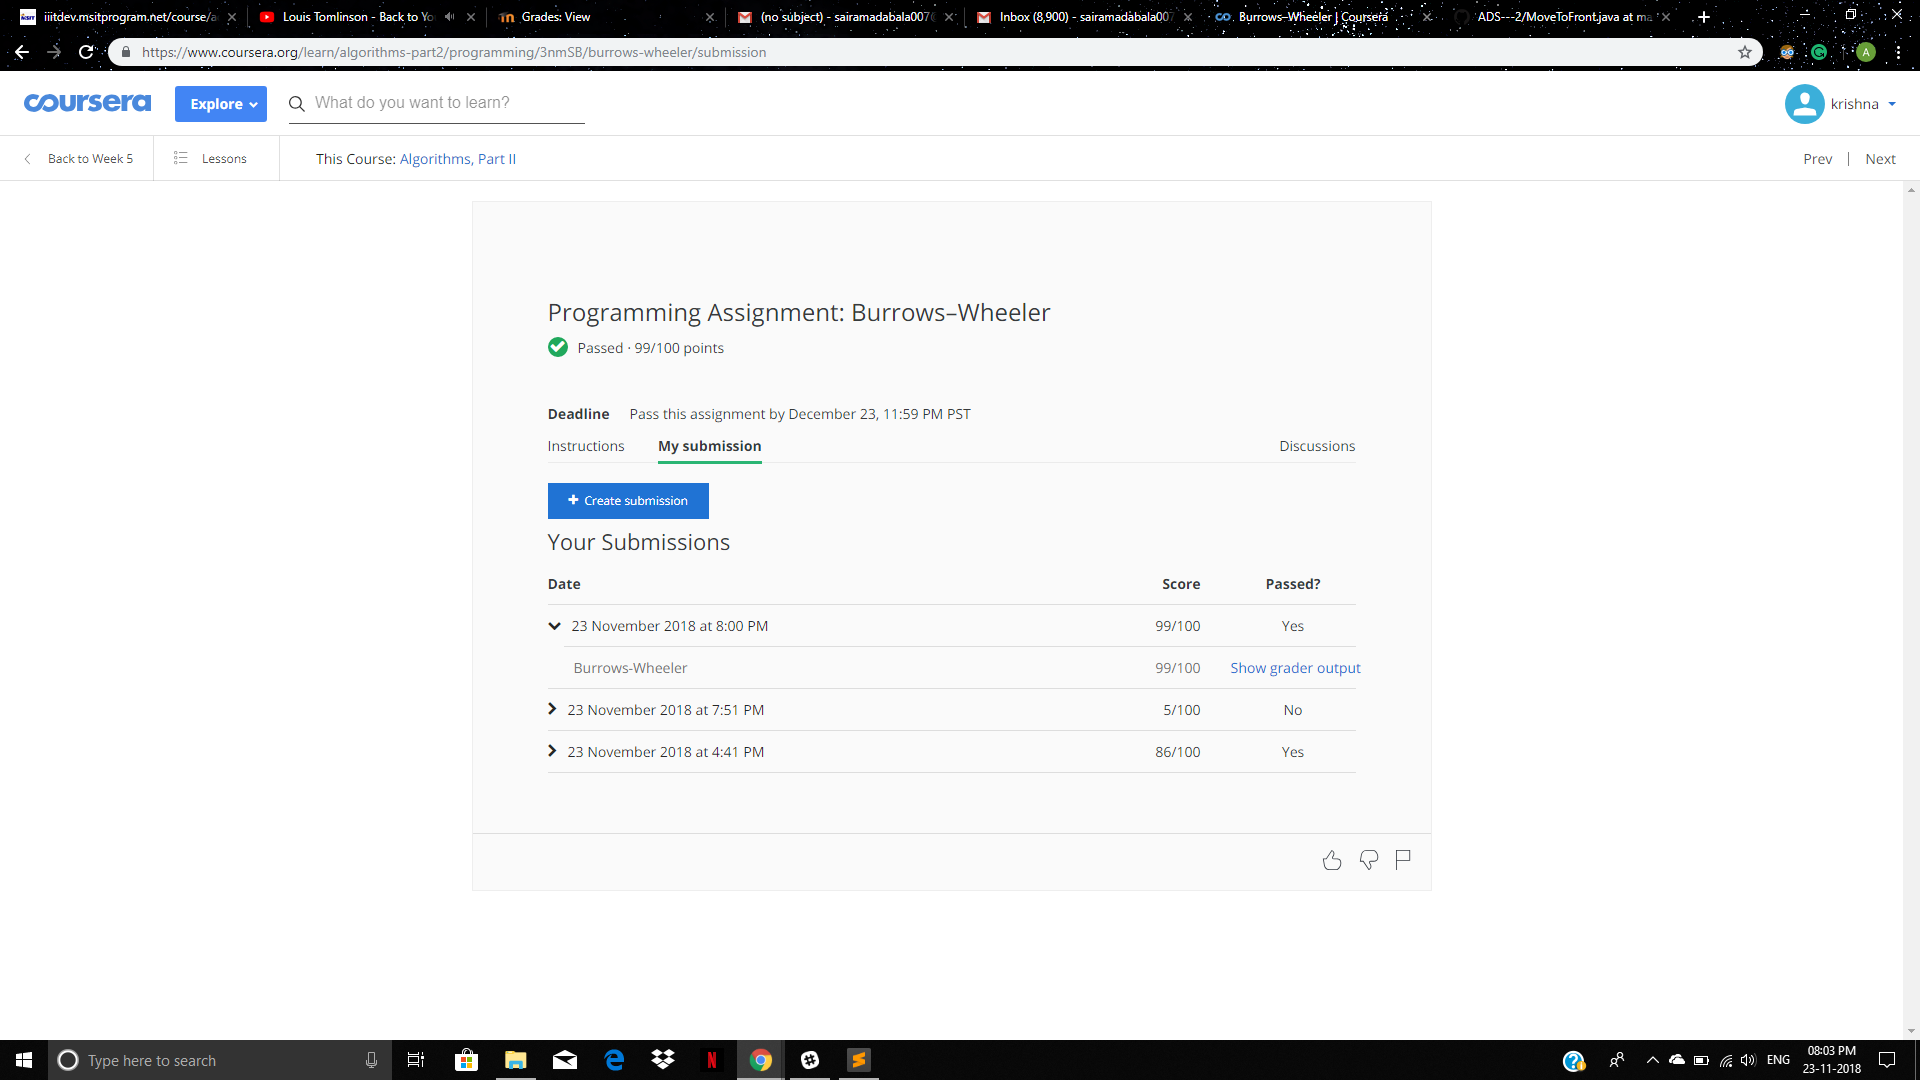 iiitdev.msitprogram.net/course/a
Louis Tomlinson - Back to Yo
Grades: View
(no subject) - sairamadabala007@
Inbox (8,900) - sairamadabala007
Burrows–Wheeler | Coursera
ADS---2/MoveToFront.java at ma
https://www.coursera.org/learn/algorithms-part2/programming/3nmSB/burrows-wheeler/submission
A
coursera
Explore
What do you want to learn?
krishna
Back to Week 5
Lessons
This Course: Algorithms, Part II
Prev | Next
Programming Assignment: Burrows–Wheeler
Passed · 99/100 points
Deadline Pass this assignment by December 23, 11:59 PM PST
Instructions My submission Discussions
+ Create submission
Your Submissions
Date Score Passed?
23 November 2018 at 8:00 PM 99/100 Yes
Burrows-Wheeler 99/100 Show grader output
23 November 2018 at 7:51 PM 5/100 No
23 November 2018 at 4:41 PM 86/100 Yes
Type here to search
ENG
08:03 PM
23-11-2018